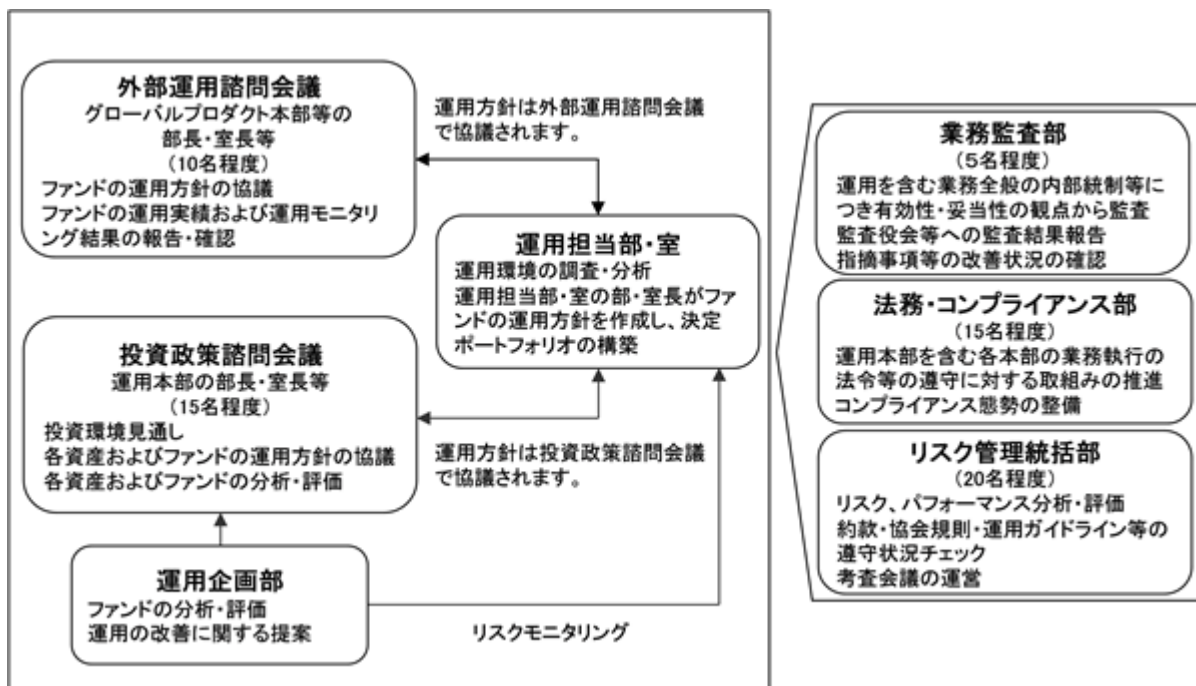 外部運用諮問会議
グローバルプロダクト本部等の
部長・室長等
(10名程度)
ファンドの運用方針の協議
ファンドの運用実績および運用モニタリ
ング結果の報告・確認
運用方針は外部運用諮問会議
で協議されます。
運用担当部・室
運用環境の調査・分析
運用担当部・室の部・室長がファ
ンドの運用方針を作成し、決定
ポートフォリオの構築
投資政策諮問会議
運用本部の部長・室長等
(15名程度)
投資環境見通し
各資産およびファンドの運用方針の協議
各資産およびファンドの分析・評価
運用方針は投資政策諮問会議
で協議されます。
運用企画部
ファンドの分析・評価
運用の改善に関する提案
リスクモニタリング
業務監査部
(5名程度)
運用を含む業務全般の内部統制等に
つき有効性・妥当性の観点から監査
監査役会等への監査結果報告
指摘事項等の改善状況の確認
法務・コンプライアンス部
(15名程度)
運用本部を含む各本部の業務執行の
法令等の遵守に対する取組みの推進
コンプライアンス態勢の整備
リスク管理統括部
(20名程度)
リスク、パフォーマンス分析・評価
約款・協会規則・運用ガイドライン等の
遵守状況チェック
考査会議の運営